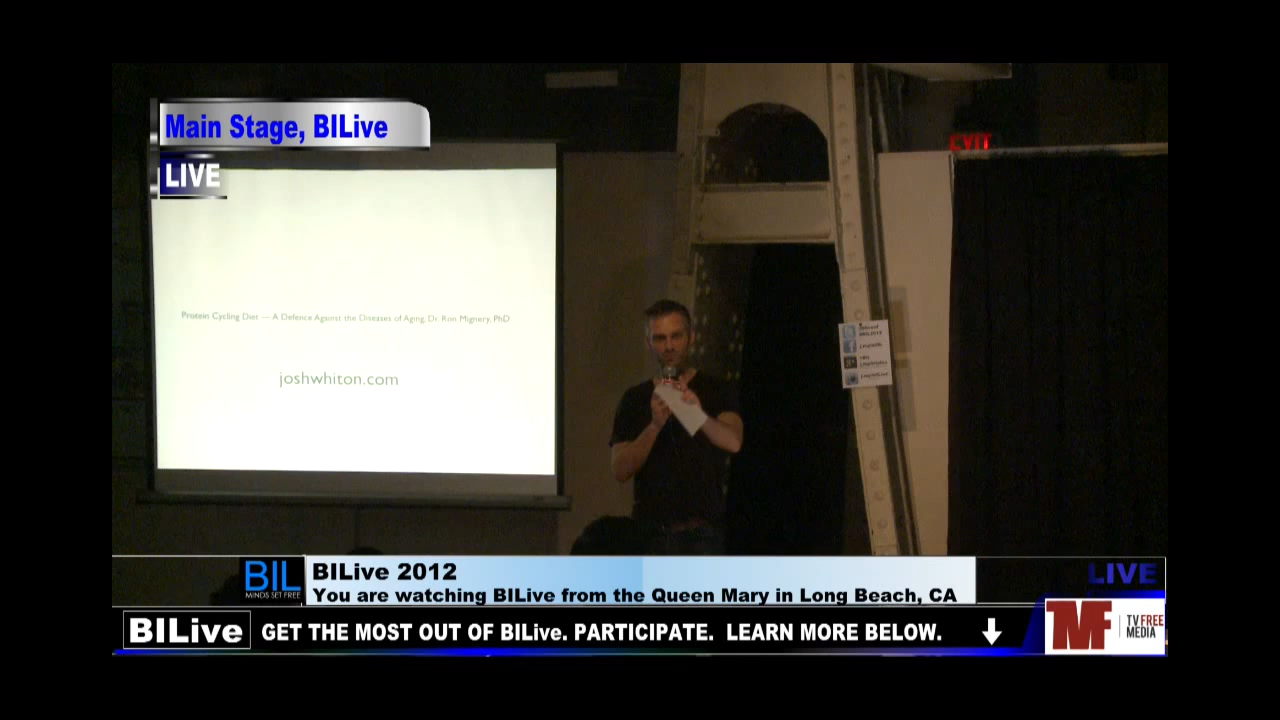 Main Stage, BILive
LIVE
EXIT
Protein Cycling Diet — A Defence Against the Diseases of Aging, Dr. Ron Mignery, PhD
joshwhiton.com
BIL
MINDS SET FREE
BILive 2012
You are watching BILive from the Queen Mary in Long Beach, CA
LIVE
BILive
GET THE MOST OUT OF BILive. PARTICIPATE. LEARN MORE BELOW.
TMF
TV FREE
MEDIA